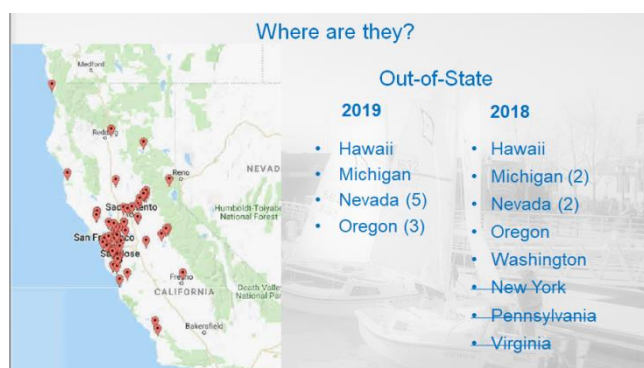 Where are they?
Medford
Redding
Reno
NEVAD
Sacramento
Humboldt-Toiyabe
National Forest
San Francisco
San Jose
Fresno
CALIFORNIA
Death Valley
National Par
Bakersfield
Out-of-State
2019
• Hawaii
• Michigan
• Nevada (5)
• Oregon (3)
2018
• Hawaii
• Michigan (2)
• Nevada (2)
• Oregon
• Washington
• New York
• Pennsylvania
• Virginia